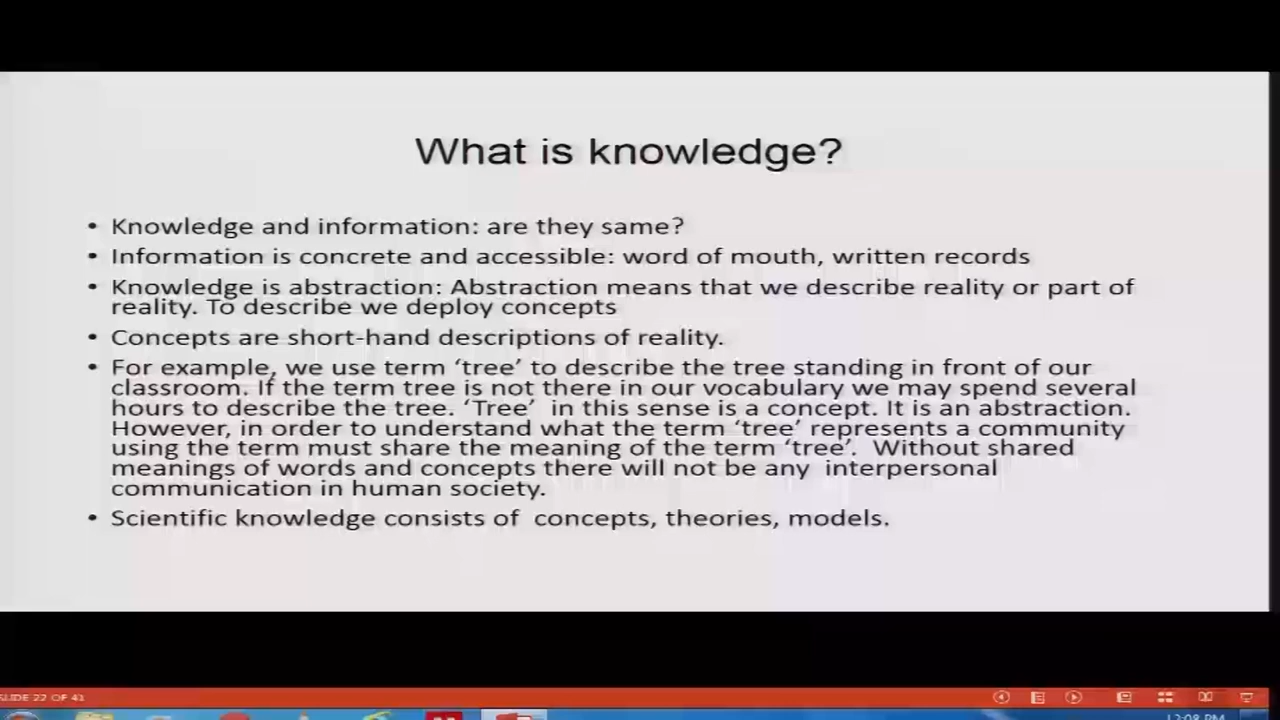 What is knowledge?
• Knowledge and information: are they same?
• Information is concrete and accessible: word of mouth, written records
• Knowledge is abstraction: Abstraction means that we describe reality or part of
reality. To describe we deploy concepts
• Concepts are short-hand descriptions of reality.
• For example, we use term ‘tree’ to describe the tree standing in front of our
classroom. If the term tree is not there in our vocabulary we may spend several
hours to describe the tree. ‘Tree’ in this sense is a concept. It is an abstraction.
However, in order to understand what the term ‘tree’ represents a community
using the term must share the meaning of the term ‘tree’. Without shared
meanings of words and concepts there will not be any interpersonal
communication in human society.
• Scientific knowledge consists of concepts, theories, models.
SLIDE 22 OF 41
12:08 PM